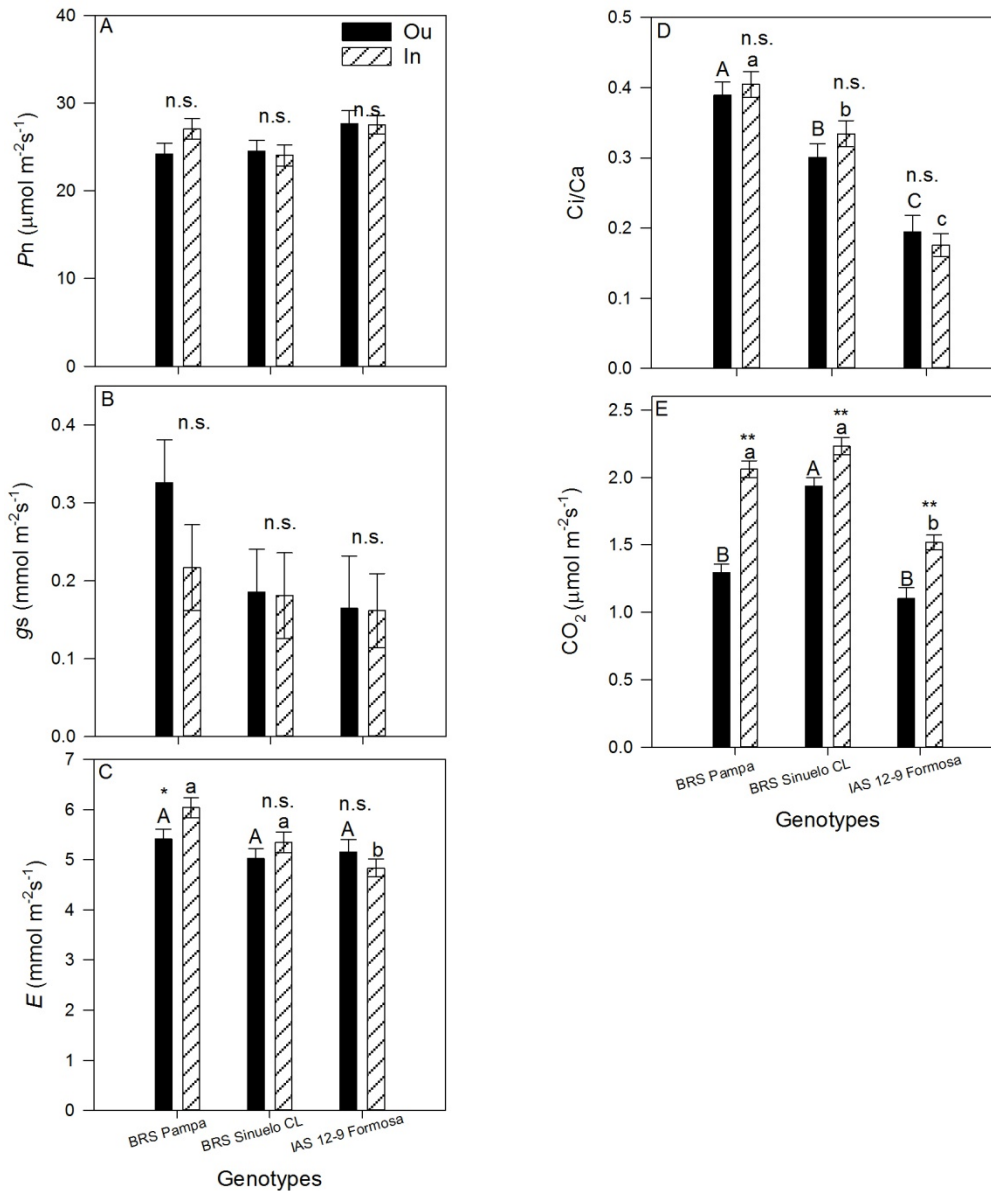 A
Ou
In
Pn (μmol m⁻²s⁻¹)
40
30
20
10
0
n.s.
n.s.
n.s.
B
gs (mmol m⁻²s⁻¹)
0.4
0.3
0.2
0.1
0.0
n.s.
n.s.
n.s.
C
E (mmol m⁻²s⁻¹)
7
6
5
4
3
2
1
0
* n.s. n.s.
A a A a A b
BRS Pampa
BRS Sinuelo CL
IAS 12-9 Formosa
Genotypes
D
Ci/Ca
0.5
0.4
0.3
0.2
0.1
0.0
n.s.
A a
n.s.
B b
n.s.
C c
E
CO₂ (μmol m⁻²s⁻¹)
2.5
2.0
1.5
1.0
0.5
0.0
**
B a
**
A a
**
B b
BRS Pampa
BRS Sinuelo CL
IAS 12-9 Formosa
Genotypes